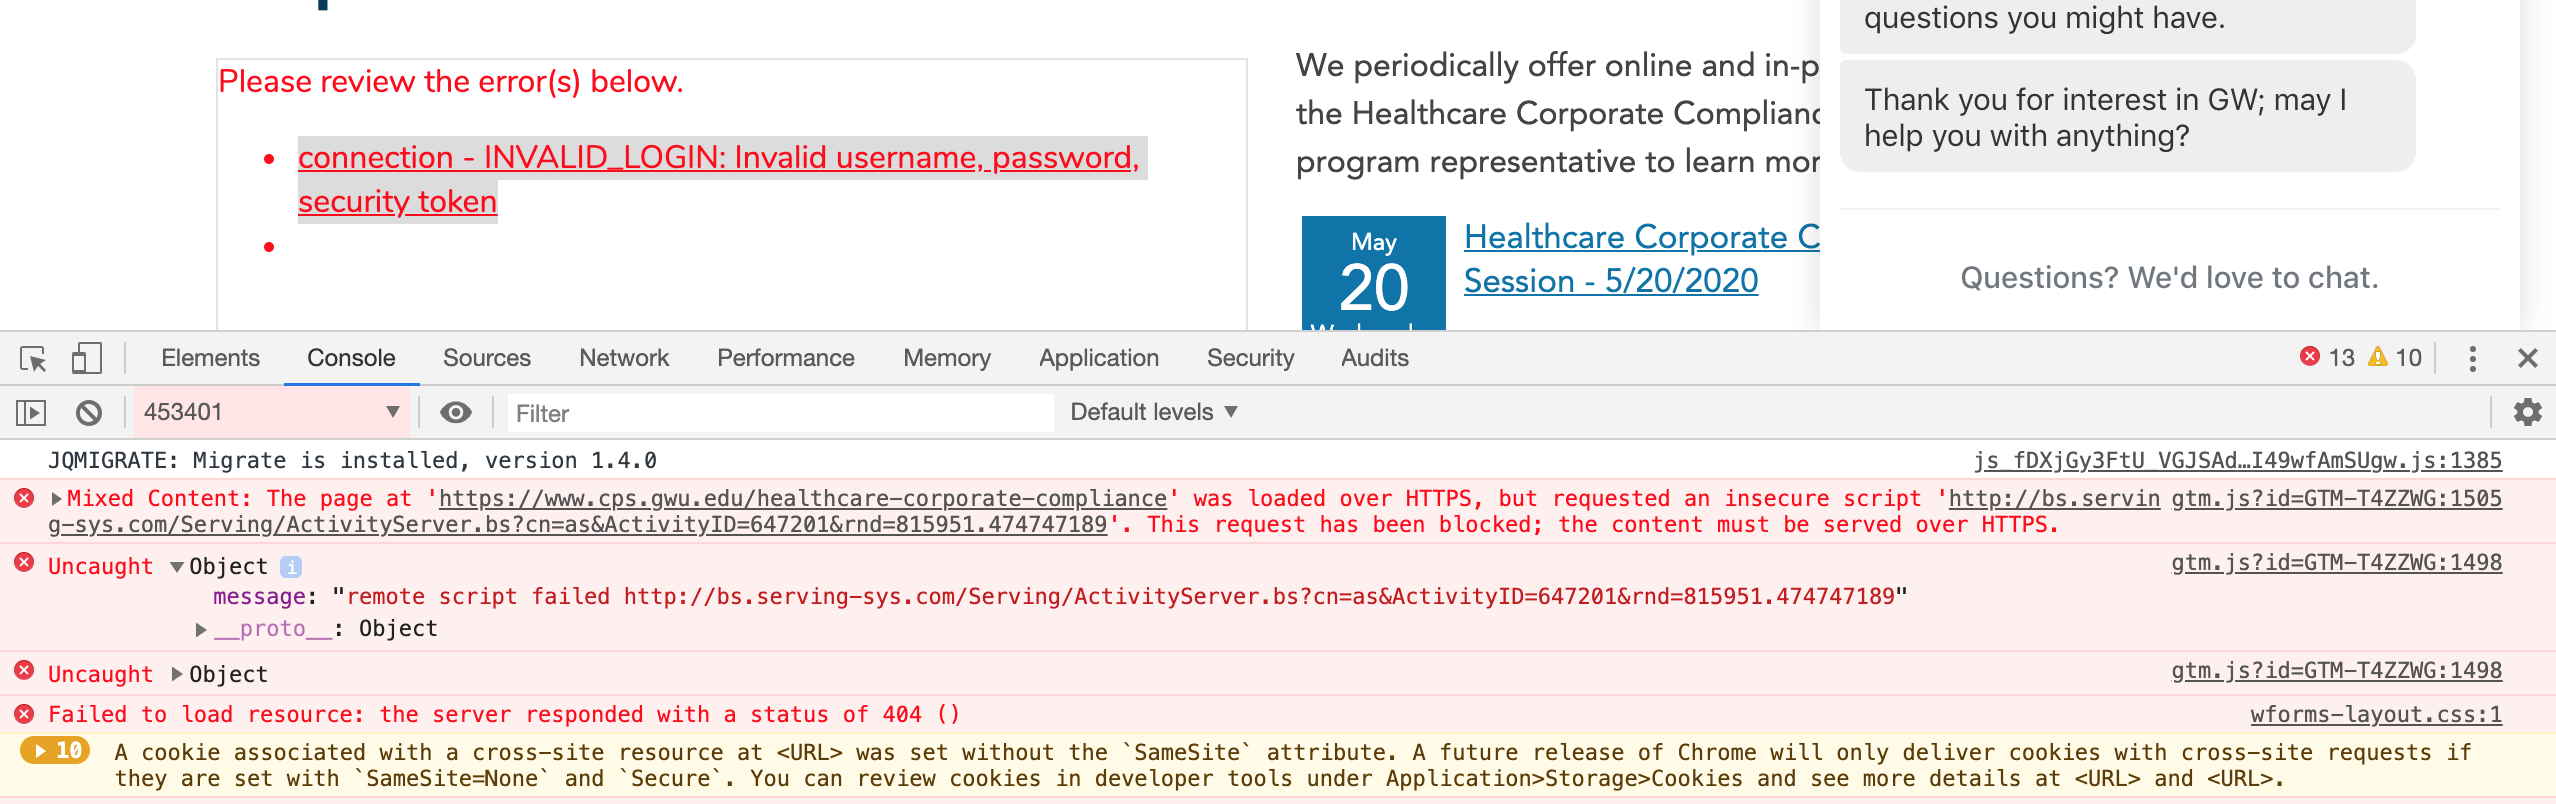 Please review the error(s) below.
connection - INVALID_LOGIN: Invalid username, password,
security token
We periodically offer online and in-p
the Healthcare Corporate Complianc
program representative to learn mor
May
20
Healthcare Corporate C
Session - 5/20/2020
questions you might have.
Thank you for interest in GW; may I
help you with anything?
Questions? We'd love to chat.
Elements Console Sources Network Performance Memory Application Security Audits 13 10
453401 Filter Default levels
JQMIGRATE: Migrate is installed, version 1.4.0 js_fDXjGy3FtU_VGJSAd…I49wfAmSUgw.js:1385
Mixed Content: The page at 'https://www.cps.gwu.edu/healthcare-corporate-compliance' was loaded over HTTPS, but requested an insecure script 'http://bs.servin gtm.js?id=GTM-T4ZZWG:1505
g-sys.com/Serving/ActivityServer.bs?cn=as&ActivityID=647201&rnd=815951.474747189'. This request has been blocked; the content must be served over HTTPS.
Uncaught Object i gtm.js?id=GTM-T4ZZWG:1498
message: "remote script failed http://bs.serving-sys.com/Serving/ActivityServer.bs?cn=as&ActivityID=647201&rnd=815951.474747189"
__proto__: Object
Uncaught Object gtm.js?id=GTM-T4ZZWG:1498
Failed to load resource: the server responded with a status of 404 () wforms-layout.css:1
10 A cookie associated with a cross-site resource at <URL> was set without the `SameSite` attribute. A future release of Chrome will only deliver cookies with cross-site requests if
they are set with `SameSite=None` and `Secure`. You can review cookies in developer tools under Application>Storage>Cookies and see more details at <URL> and <URL>.